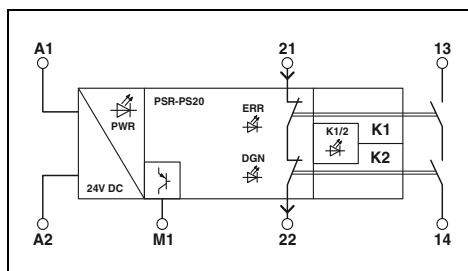 A1 21 13
PSR-PS20 ERR
PWR K1/2 K1
DGN K2
24V DC
A2 M1 22 14